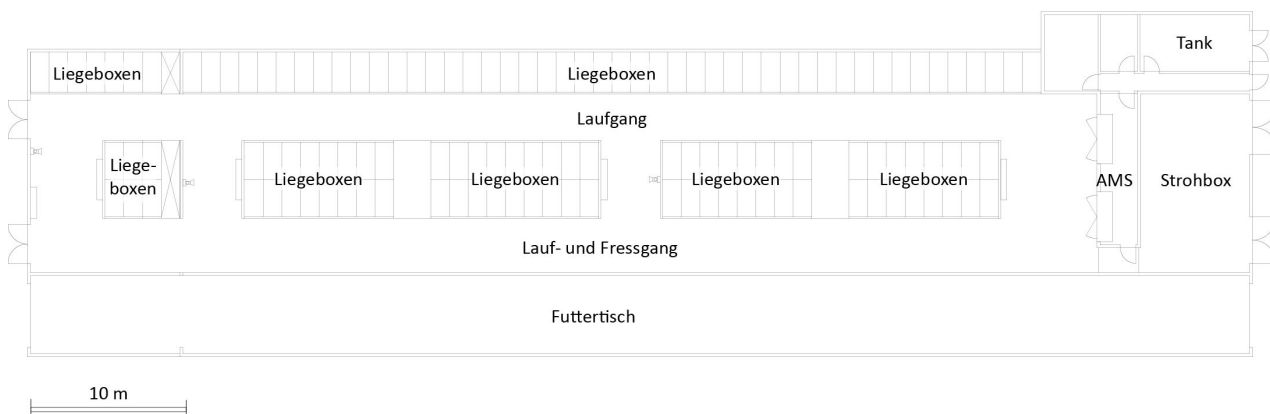 Tank
Liegeboxen
Liegeboxen
Laufgang
Liege-
boxen
Liegeboxen
Liegeboxen
Liegeboxen
Liegeboxen
AMS
Strohbox
Lauf- und Fressgang
Futtertisch
10 m